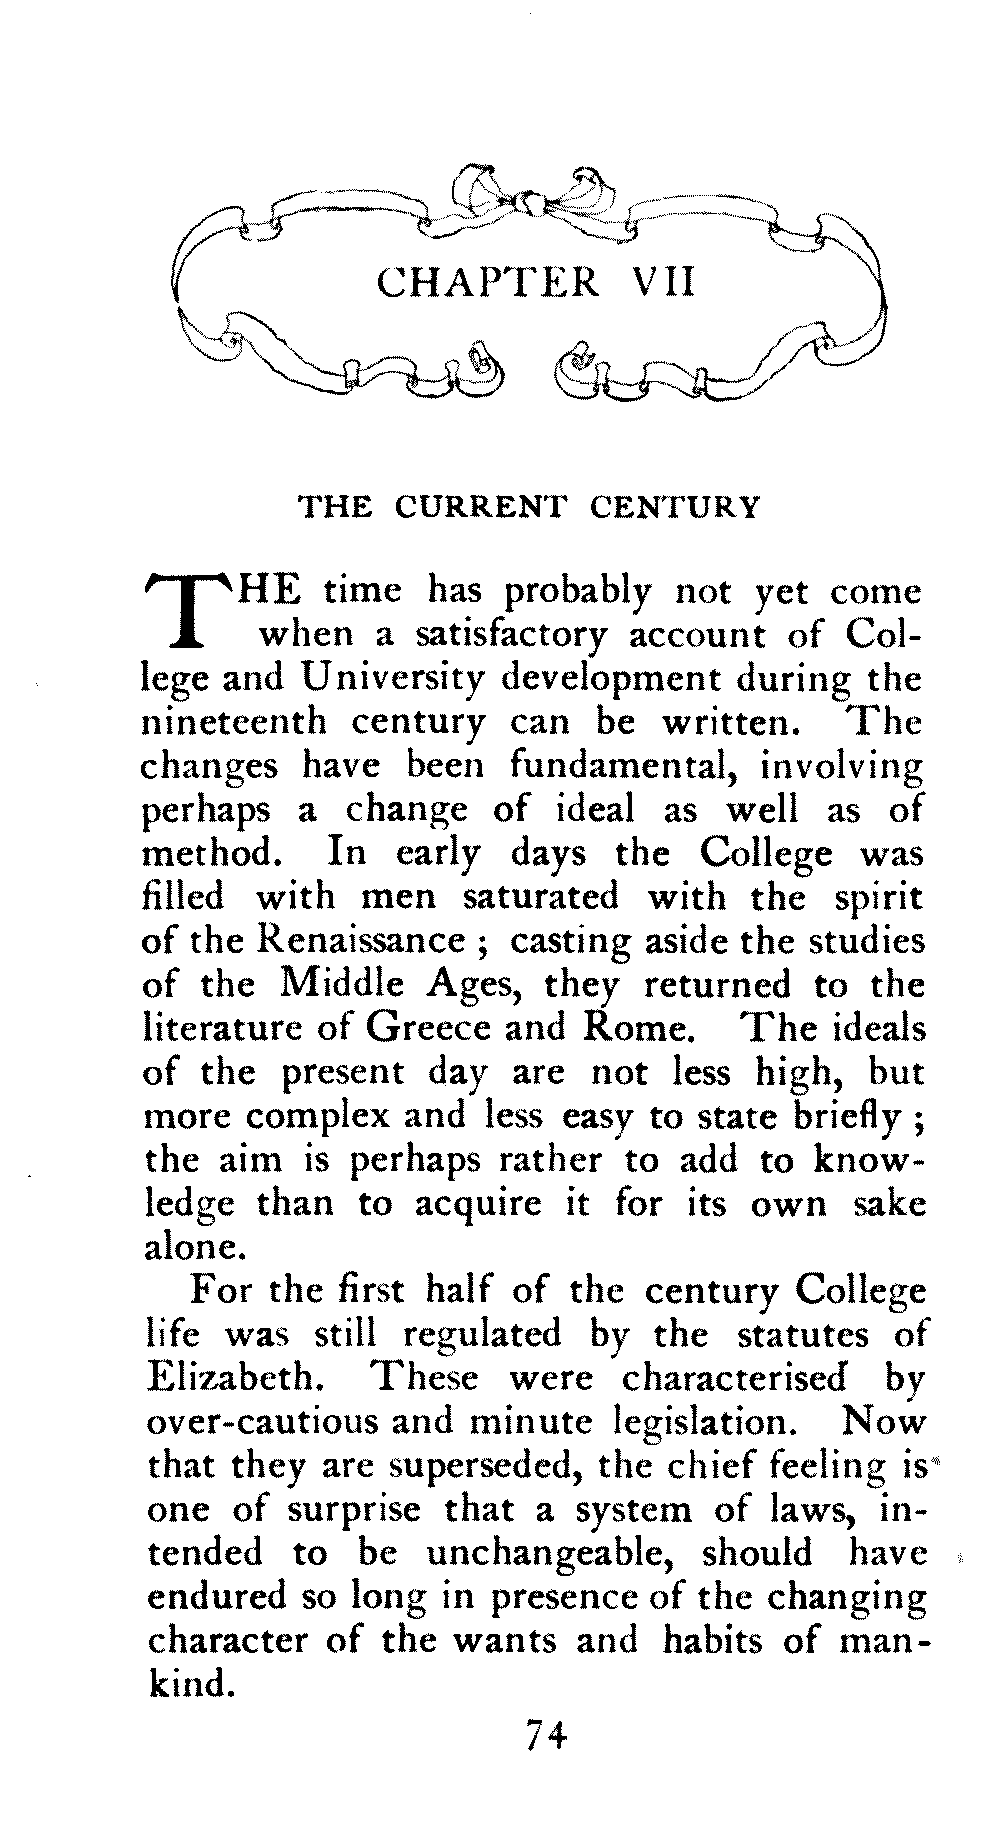 CHAPTER VII
THE CURRENT CENTURY
THE time has probably not yet come
when a satisfactory account of Col-
lege and University development during the
nineteenth century can be written. The
changes have been fundamental, involving
perhaps a change of ideal as well as of
method. In early days the College was
filled with men saturated with the spirit
of the Renaissance ; casting aside the studies
of the Middle Ages, they returned to the
literature of Greece and Rome. The ideals
of the present day are not less high, but
more complex and less easy to state briefly ;
the aim is perhaps rather to add to know-
ledge than to acquire it for its own sake
alone.
For the first half of the century College
life was still regulated by the statutes of
Elizabeth. These were characterised by
over-cautious and minute legislation. Now
that they are superseded, the chief feeling is
one of surprise that a system of laws, in-
tended to be unchangeable, should have
endured so long in presence of the changing
character of the wants and habits of man-
kind.
74